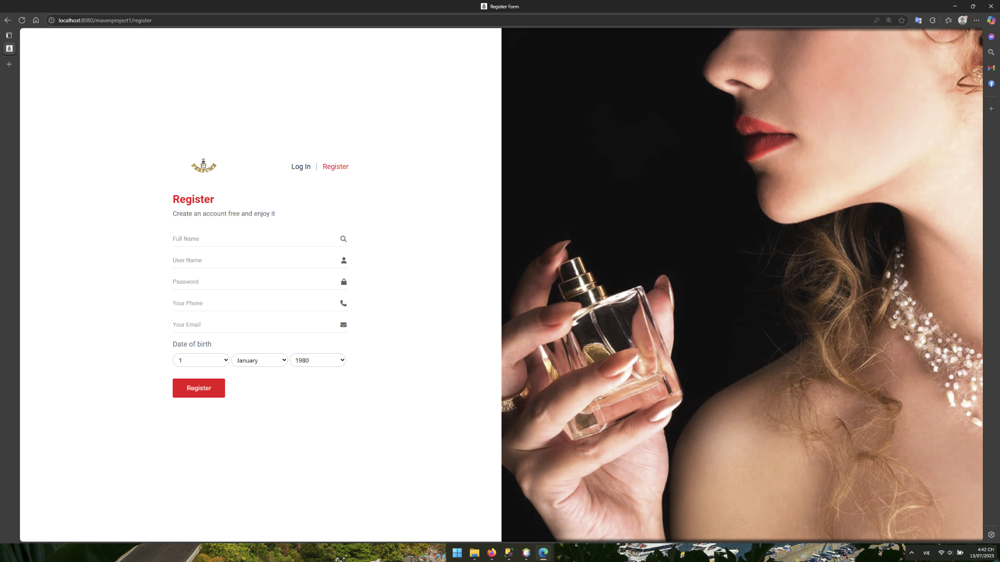 Register Form
localhost:8080/mavenproject1/register
PERFUME
Log In | Register
Register
Create an account free and enjoy it
Full Name
User Name
Password
Your Phone
Your Email
Date of birth
1 January 1980
Register
VIE
4:42 CH
13/07/2025